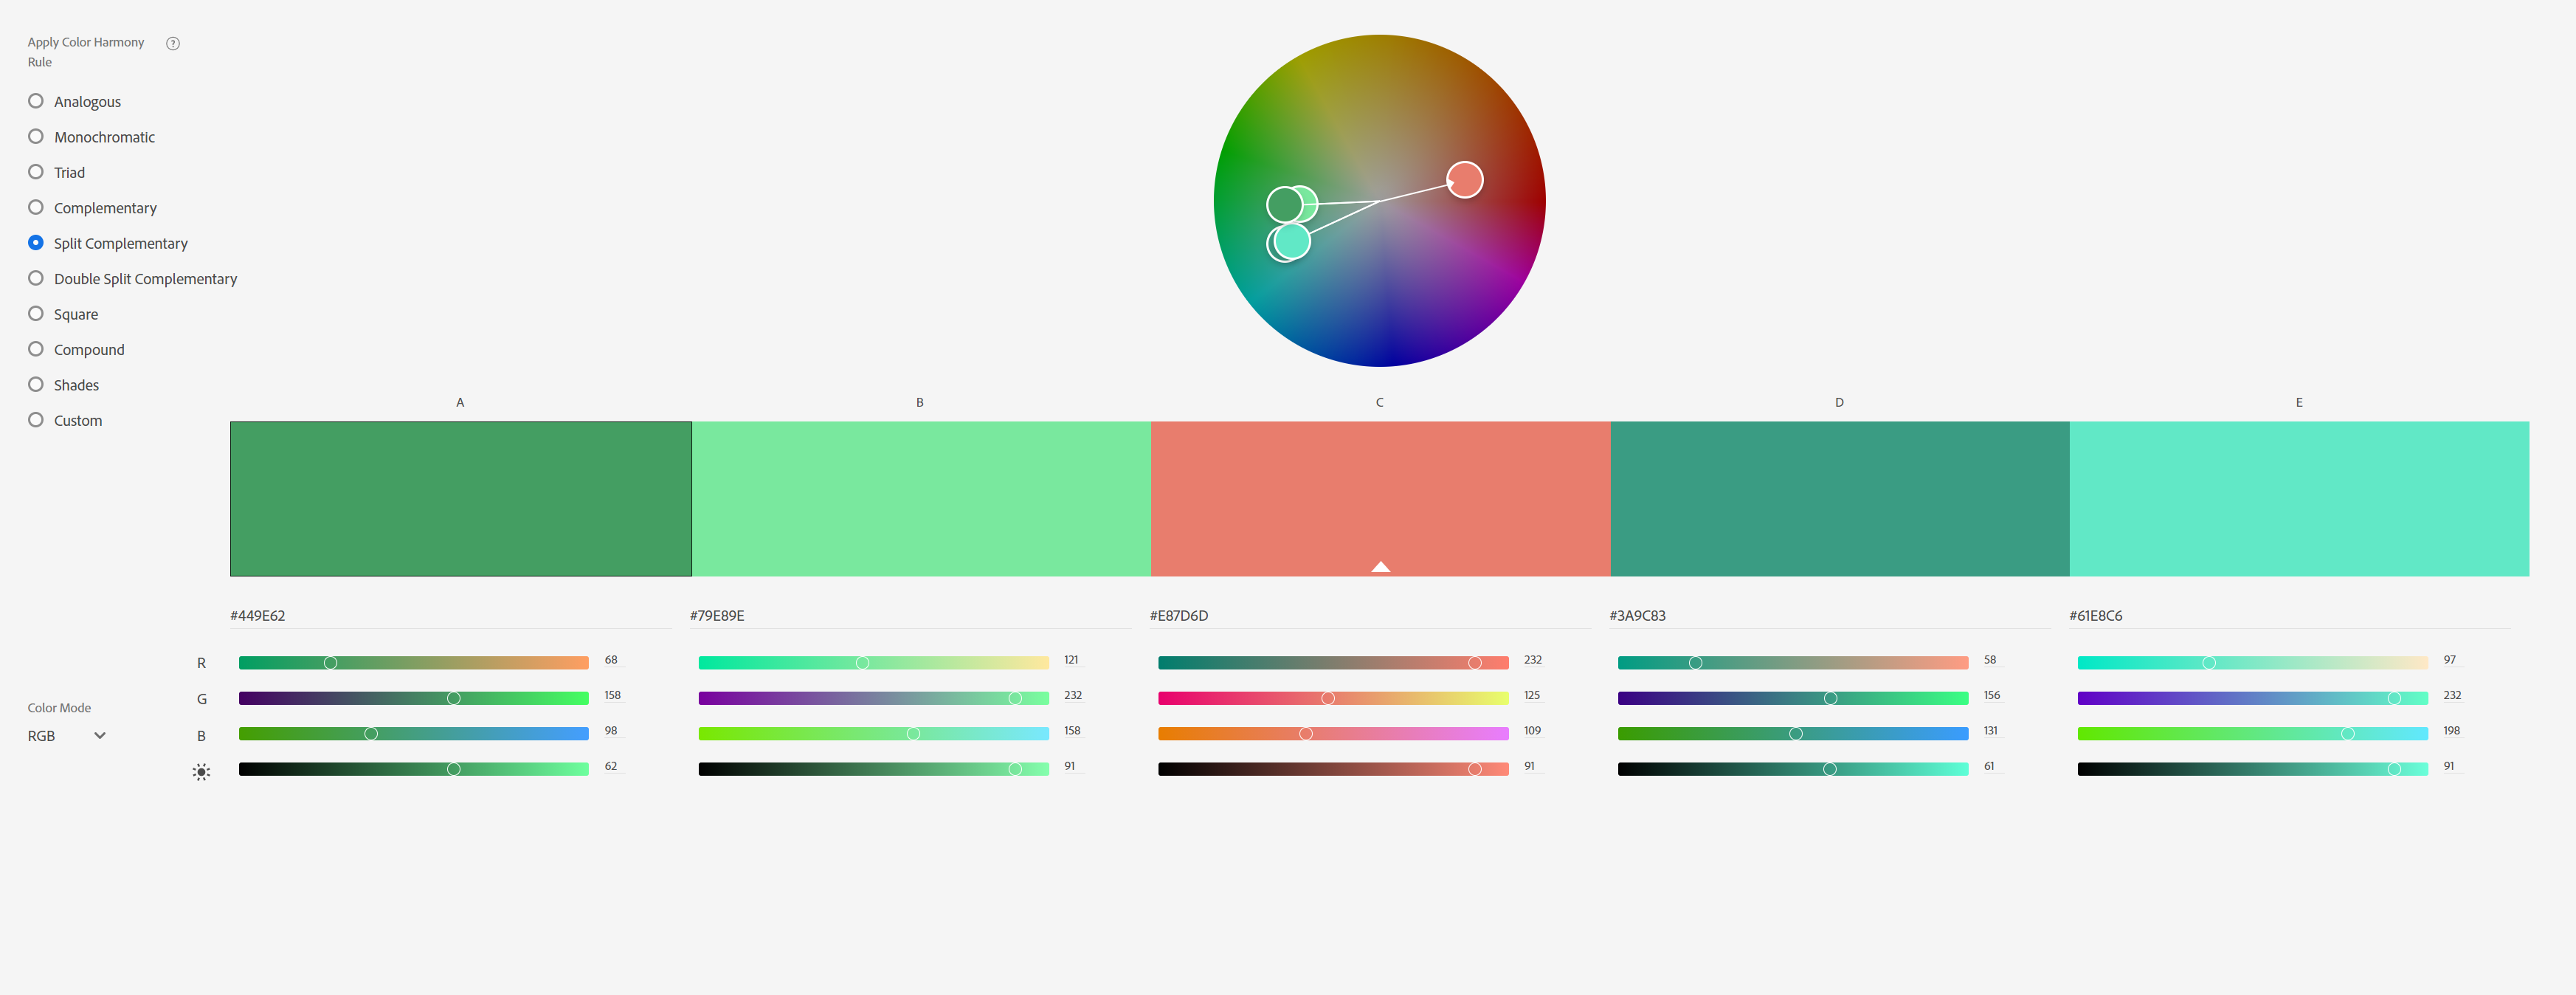 Apply Color Harmony
Rule
?
Analogous
Monochromatic
Triad
Complementary
Split Complementary
Double Split Complementary
Square
Compound
Shades
Custom
A B C D E
#449E62 #79E89E #E87D6D #3A9C83 #61E8C6
R 68 121 232 58 97
G 158 232 125 156 232
Color Mode
RGB
B 98 158 109 131 198
62 91 91 61 91